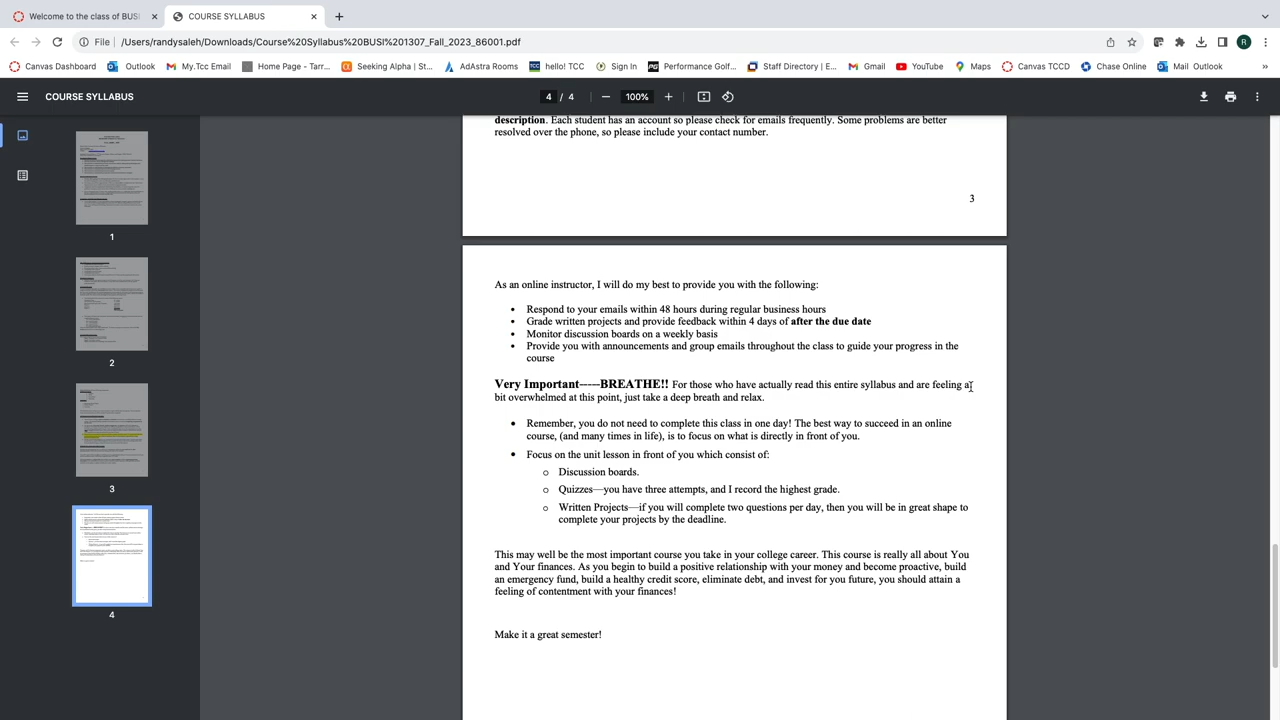 Welcome to the class of BUSI
COURSE SYLLABUS
File /Users/randysaleh/Downloads/Course%20Syllabus%20BUSI%201307_Fall_2023_86001.pdf
R
Canvas Dashboard Outlook My.Tcc Email Home Page - Tarr... Seeking Alpha | St... AdAstra Rooms TCC hello! TCC Sign In Performance Golf... Staff Directory | E... Gmail YouTube Maps Canvas TCCD Chase Online Mail Outlook »
COURSE SYLLABUS 4 / 4 100%
description. Each student has an account so please check for emails frequently. Some problems are better
resolved over the phone, so please include your contact number.
3
As an online instructor, I will do my best to provide you with the following:
• Respond to your emails within 48 hours during regular business hours
• Grade written projects and provide feedback within 4 days of after the due date
• Monitor discussion boards on a weekly basis
• Provide you with announcements and group emails throughout the class to guide your progress in the
course
Very Important-----BREATHE!! For those who have actually read this entire syllabus and are feeling a
bit overwhelmed at this point, just take a deep breath and relax.
• Remember, you do not need to complete this class in one day! The best way to succeed in an online
course, (and many times in life), is to focus on what is directly in front of you.
• Focus on the unit lesson in front of you which consist of:
o Discussion boards.
o Quizzes—you have three attempts, and I record the highest grade.
o Written Projects—if you will complete two questions per day, then you will be in great shape to
complete your projects by the deadline.
This may well be the most important course you take in your college career. This course is really all about You
and Your finances. As you begin to build a positive relationship with your money and become proactive, build
an emergency fund, build a healthy credit score, eliminate debt, and invest for you future, you should attain a
feeling of contentment with your finances!
Make it a great semester!
1
2
3
4